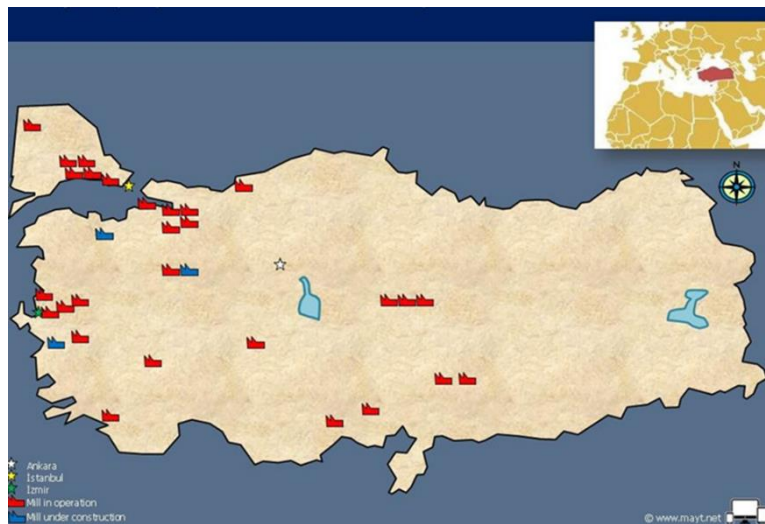 N
Ankara
İstanbul
İzmir
Mill in operation
Mill under construction
© www.mayt.net